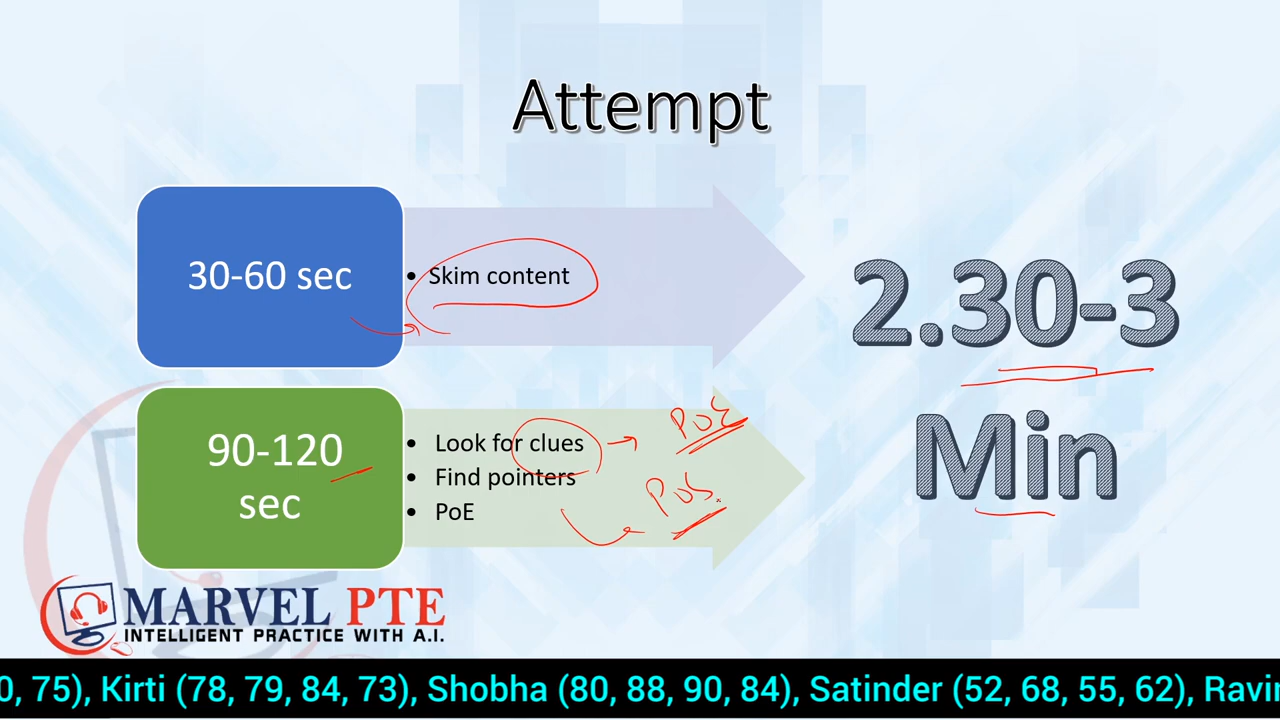 Attempt
30-60 sec
• Skim content
2.30-3
Min
90-120
sec
• Look for clues
• Find pointers
• PoE
POE
POS
MARVEL PTE
INTELLIGENT PRACTICE WITH A.I.
0, 75), Kirti (78, 79, 84, 73), Shobha (80, 88, 90, 84), Satinder (52, 68, 55, 62), Ravin